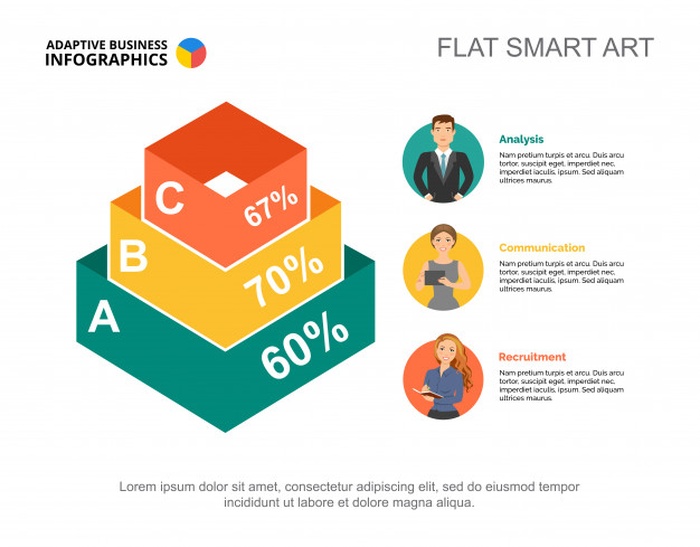 ADAPTIVE BUSINESS
INFOGRAPHICS
FLAT SMART ART
C
67%
B
70%
A
60%
Analysis
Nam pretium turpis et arcu. Duis arcu
tortor, suscipit eget, imperdiet nec,
imperdiet iaculis, ipsum. Sed aliquam
ultrices mauris.
Communication
Nam pretium turpis et arcu. Duis arcu
tortor, suscipit eget, imperdiet nec,
imperdiet iaculis, ipsum. Sed aliquam
ultrices mauris.
Recruitment
Nam pretium turpis et arcu. Duis arcu
tortor, suscipit eget, imperdiet nec,
imperdiet iaculis, ipsum. Sed aliquam
ultrices mauris.
Lorem ipsum dolor sit amet, consectetur adipiscing elit, sed do eiusmod tempor
incididunt ut labore et dolore magna aliqua.